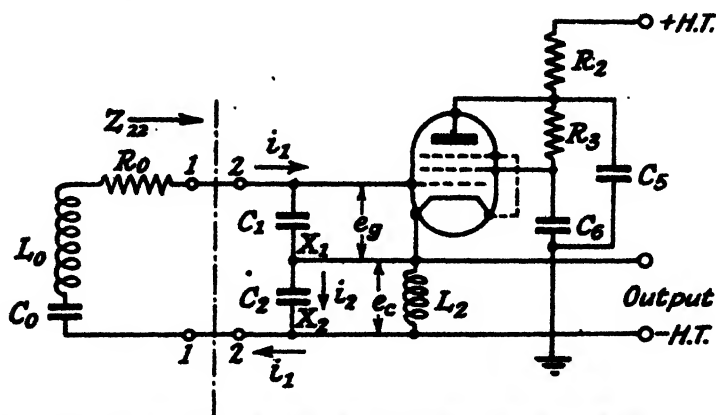 +H.T.
R2
Z22
R3
i1
R0
1
2
C5
C1
eg
C6
L0
X1
C2
i2
ec
L2
Output
C0
X2
-H.T.
1
2
i1